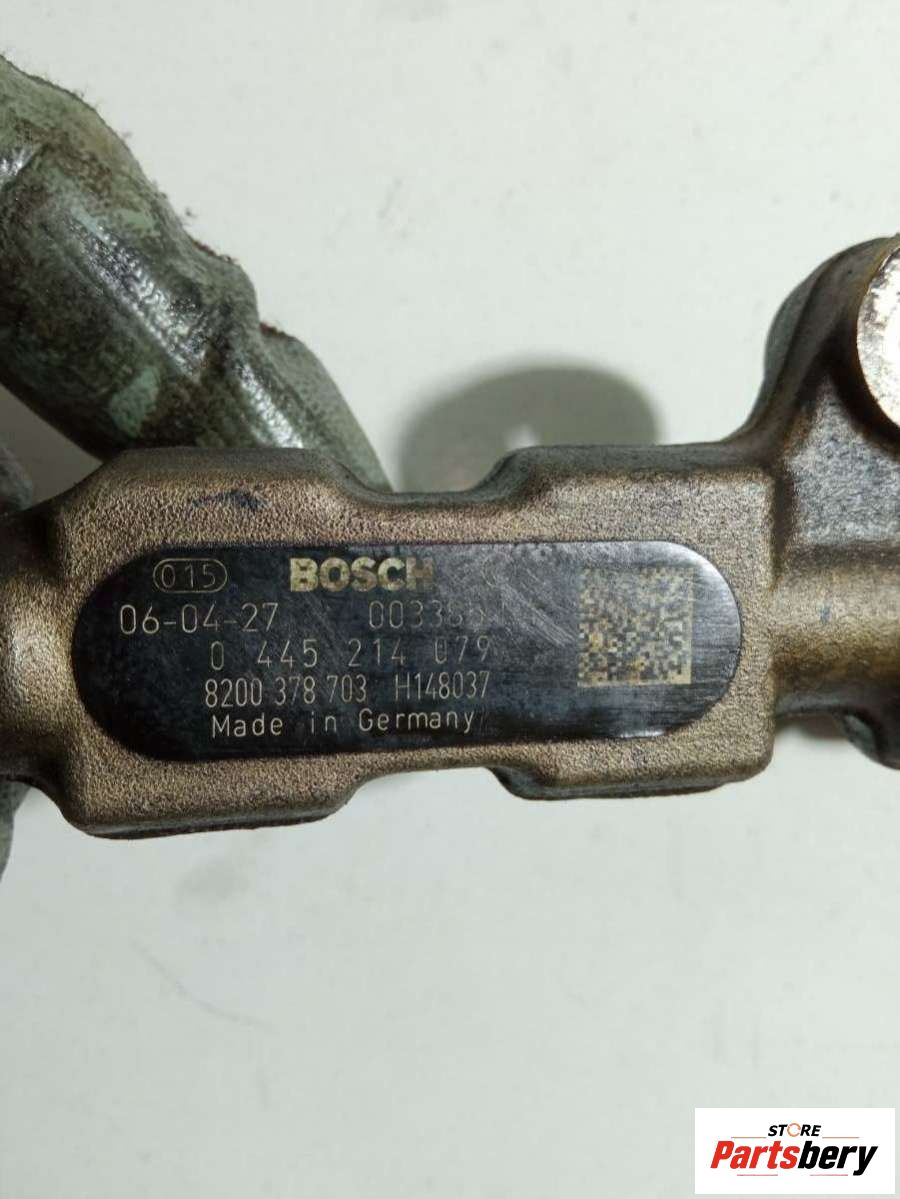 015 BOSCH
06-04-27
0 445 214 079
8200 378 703 H148037
Made in Germany
STORE
Partsbery